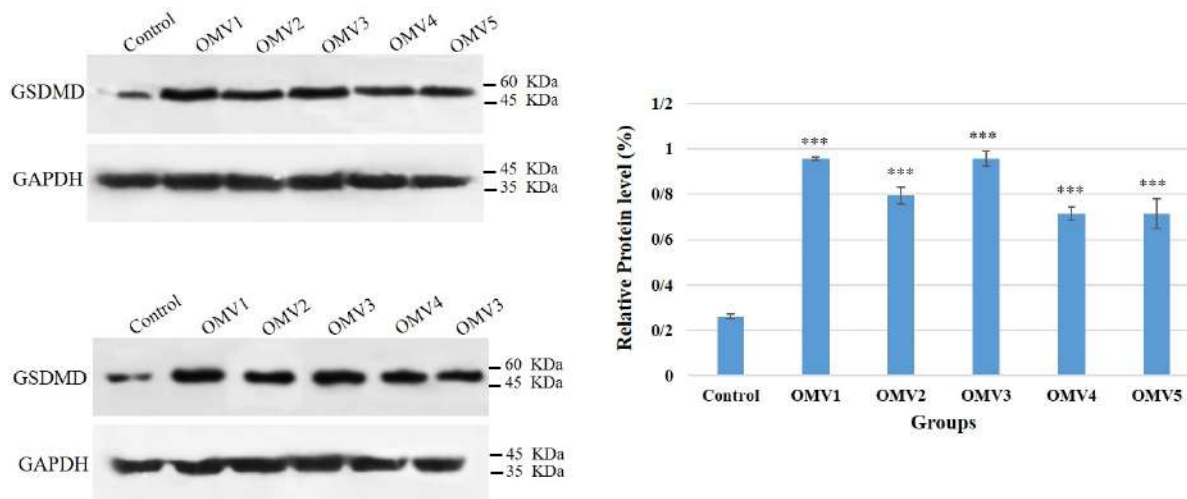 Control OMV1 OMV2 OMV3 OMV4 OMV5
GSDMD
60 KDa
45 KDa
GAPDH
45 KDa
35 KDa
Control OMV1 OMV2 OMV3 OMV4 OMV3
GSDMD
60 KDa
45 KDa
GAPDH
45 KDa
35 KDa
Relative Protein level (%)
1/2
1
0/8
0/6
0/4
0/2
0
*** *** *** *** ***
Control OMV1 OMV2 OMV3 OMV4 OMV5
Groups